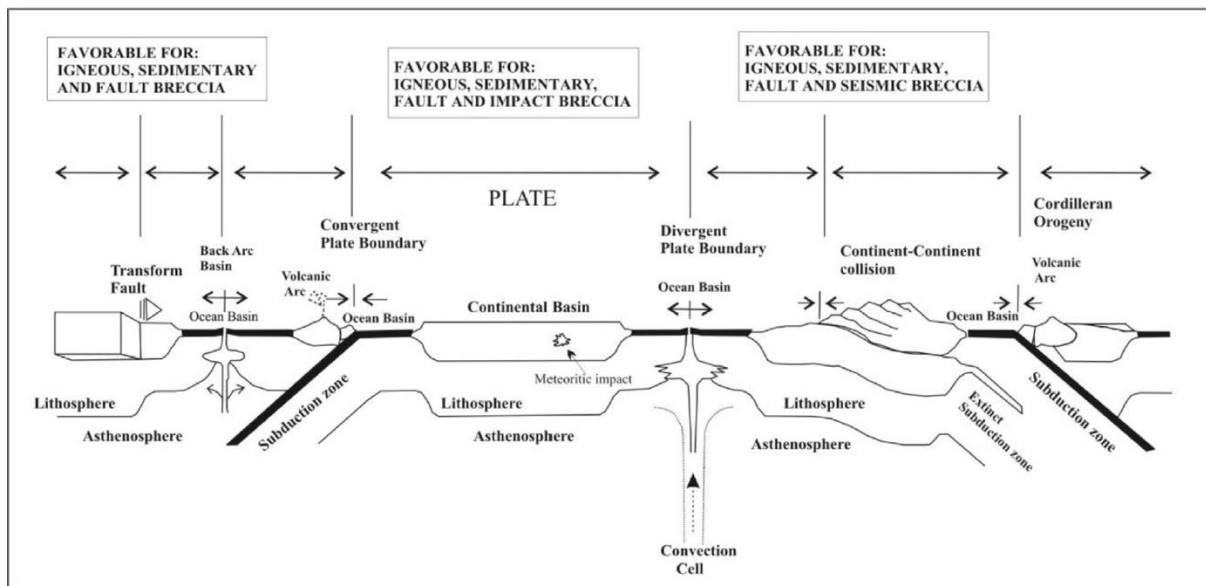 FAVORABLE FOR:
IGNEOUS, SEDIMENTARY
AND FAULT BRECCIA
FAVORABLE FOR:
IGNEOUS, SEDIMENTARY,
FAULT AND IMPACT BRECCIA
FAVORABLE FOR:
IGNEOUS, SEDIMENTARY,
FAULT AND SEISMIC BRECCIA
PLATE
Transform
Fault
Back Arc
Basin
Ocean Basin
Volcanic
Arc
Convergent
Plate Boundary
Ocean Basin
Continental Basin
Meteoritic impact
Divergent
Plate Boundary
Ocean Basin
Continent-Continent
collision
Ocean Basin
Cordilleran
Orogeny
Volcanic
Arc
Lithosphere
Asthenosphere
Subduction zone
Lithosphere
Asthenosphere
Lithosphere
Asthenosphere
Extinct
Subduction zone
Subduction zone
Convection
Cell